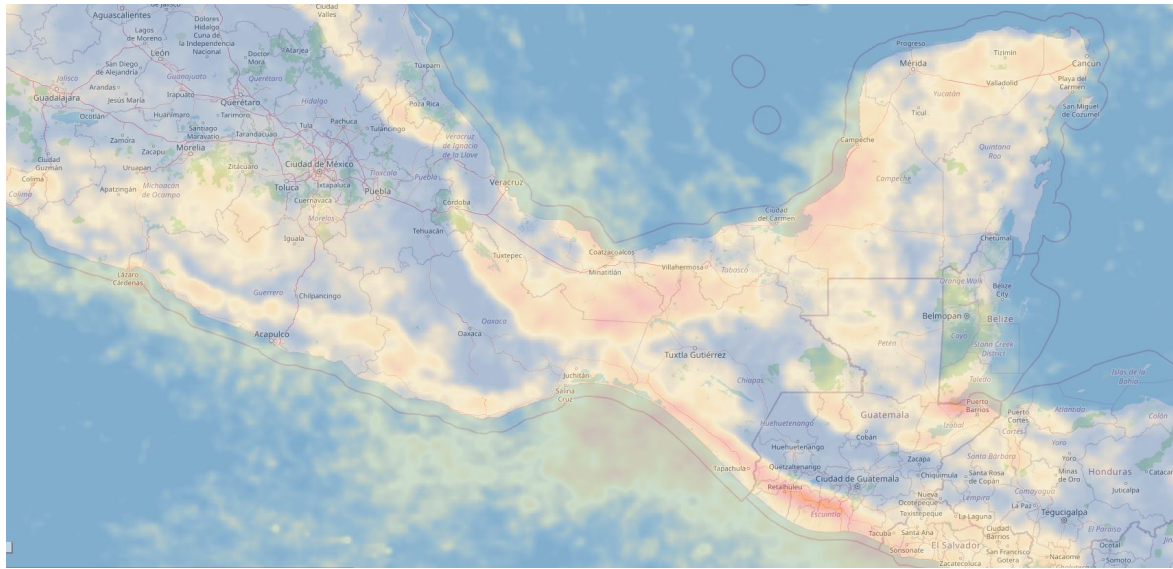 Aguascalientes
Lagos
de Moreno
León
Dolores
Hidalgo
Cuna de
la Independencia
Nacional
Ciudad
Valles
Doctor
Mora
Atarjea
San Diego
de Alejandría
Guanajuato
Querétaro
Jalisco
Arandas
Irapuato
Guadalajara
Jesús María
Querétaro
Hidalgo
Túxpam
Poza Rica
Ocotlán
Huanímaro
Tarimoro
Santiago
Maravatío
Tarandacuao
Tula
Pachuca
Tulancingo
Zamora
Zacapu
Morelia
Veracruz
de Ignacio
de la Llave
Ciudad
Guzmán
Uruapan
Zitácuaro
Ciudad de México
Tlaxcala
Colima
Colima
Apatzingán
Michoacán
de Ocampo
Toluca
Ixtapaluca
Puebla
Puebla
Veracruz
Cuernavaca
Morelos
Córdoba
Iguala
Tehuacán
Tuxtepec
Lázaro
Cárdenas
Guerrero
Chilpancingo
Acapulco
Oaxaca
Oaxaca
Coatzacoalcos
Minatitlán
Villahermosa
Tabasco
Ciudad
del Carmen
Juchitán
Salina
Cruz
Tuxtla Gutiérrez
Chiapas
Progreso
Mérida
Tizimín
Cancún
Yucatán
Valladolid
Playa del
Carmen
Ticul
San Miguel
de Cozumel
Campeche
Quintana
Roo
Campeche
Chetumal
Orange Walk
Belize
City
Belmopan
Belize
Cayo
Stann Creek
District
Petén
Toledo
Islas de la
Bahía
Guatemala
Puerto
Barrios
Puerto
Cortés
Atlántida
Colón
Izabal
Cortés
Huehuetenango
Cobán
Yoro
Huehuetenango
Zacapa
Santa Bárbara
Yoro
Tapachula
Quetzaltenango
Chiquimula
Santa Rosa
de Copán
Minas
de Oro
Honduras
Catacamas
Ciudad de Guatemala
Retalhuleu
Nueva
Ocotepeque
Lempira
Comayagua
Juticalpa
Escuintla
Texistepeque
La Laguna
La Paz
Tegucigalpa
Tacuba
Santa Ana
Ciudad
Barrios
El Paraíso
Sonsonate
El Salvador
San Francisco
Gotera
Nacaome
Ocotal
Zacatecoluca
Choluteca
Somoto